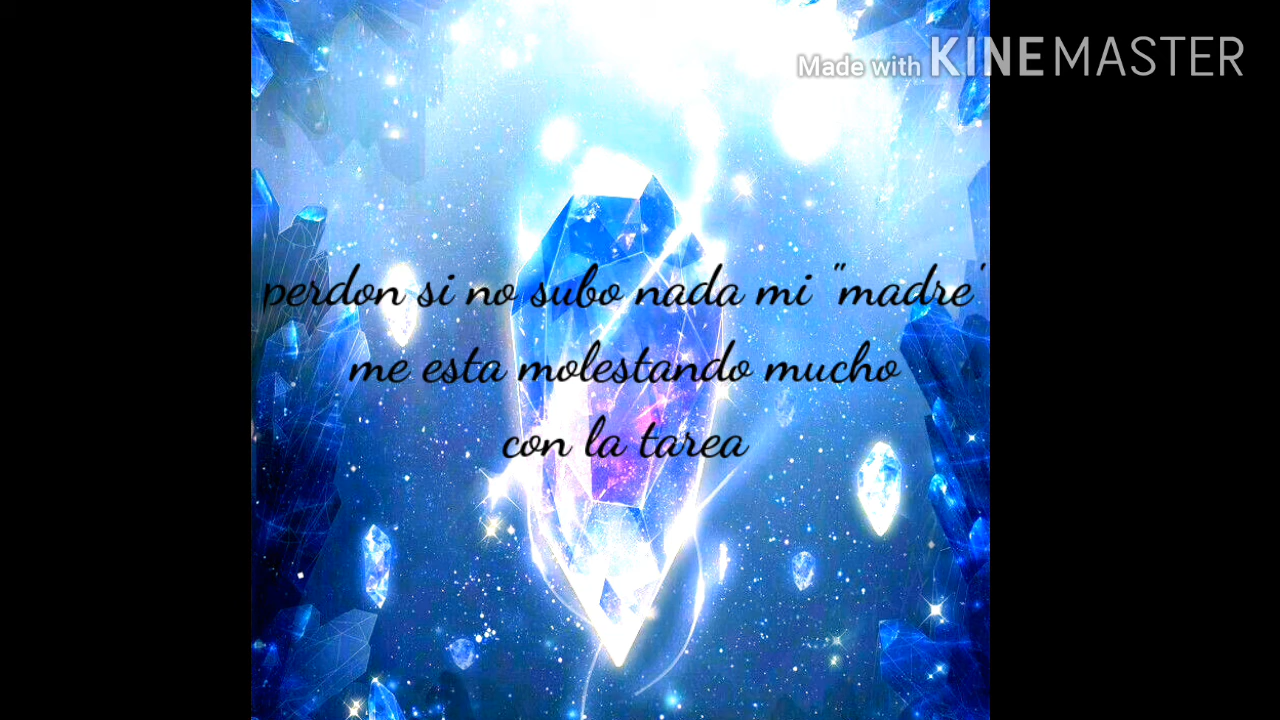 Made with KINEMASTER
perdon si no subo nada mi "madre"
me esta molestando mucho
con la tarea